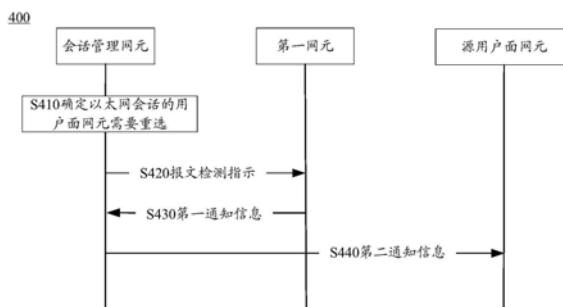 400
会话管理网元
第一网元
源用户面网元
S410确定以太网会话的用
户面网元需要重选
S420报文检测指示
S430第一通知信息
S440第二通知信息